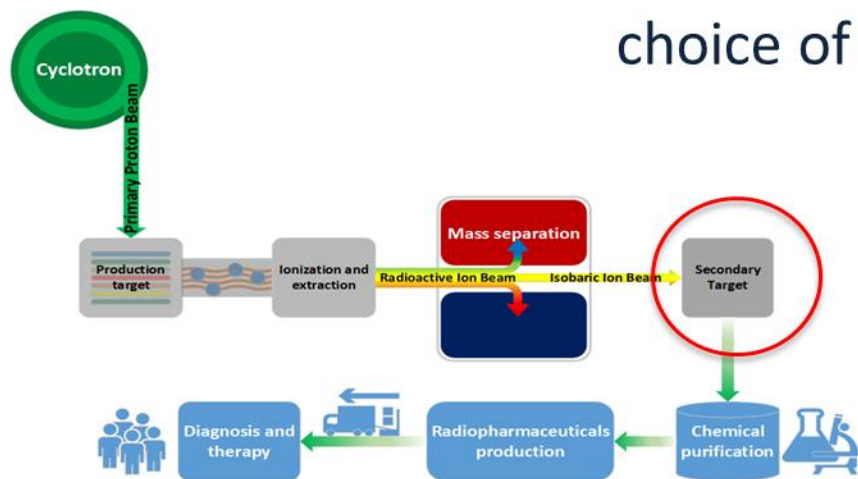 choice of
Cyclotron
Primary Proton Beam
Production
target
Ionization and
extraction
Radioactive Ion Beam
Mass separation
Isobaric Ion Beam
Secondary
Target
Diagnosis and
therapy
Radiopharmaceuticals
production
Chemical
purification